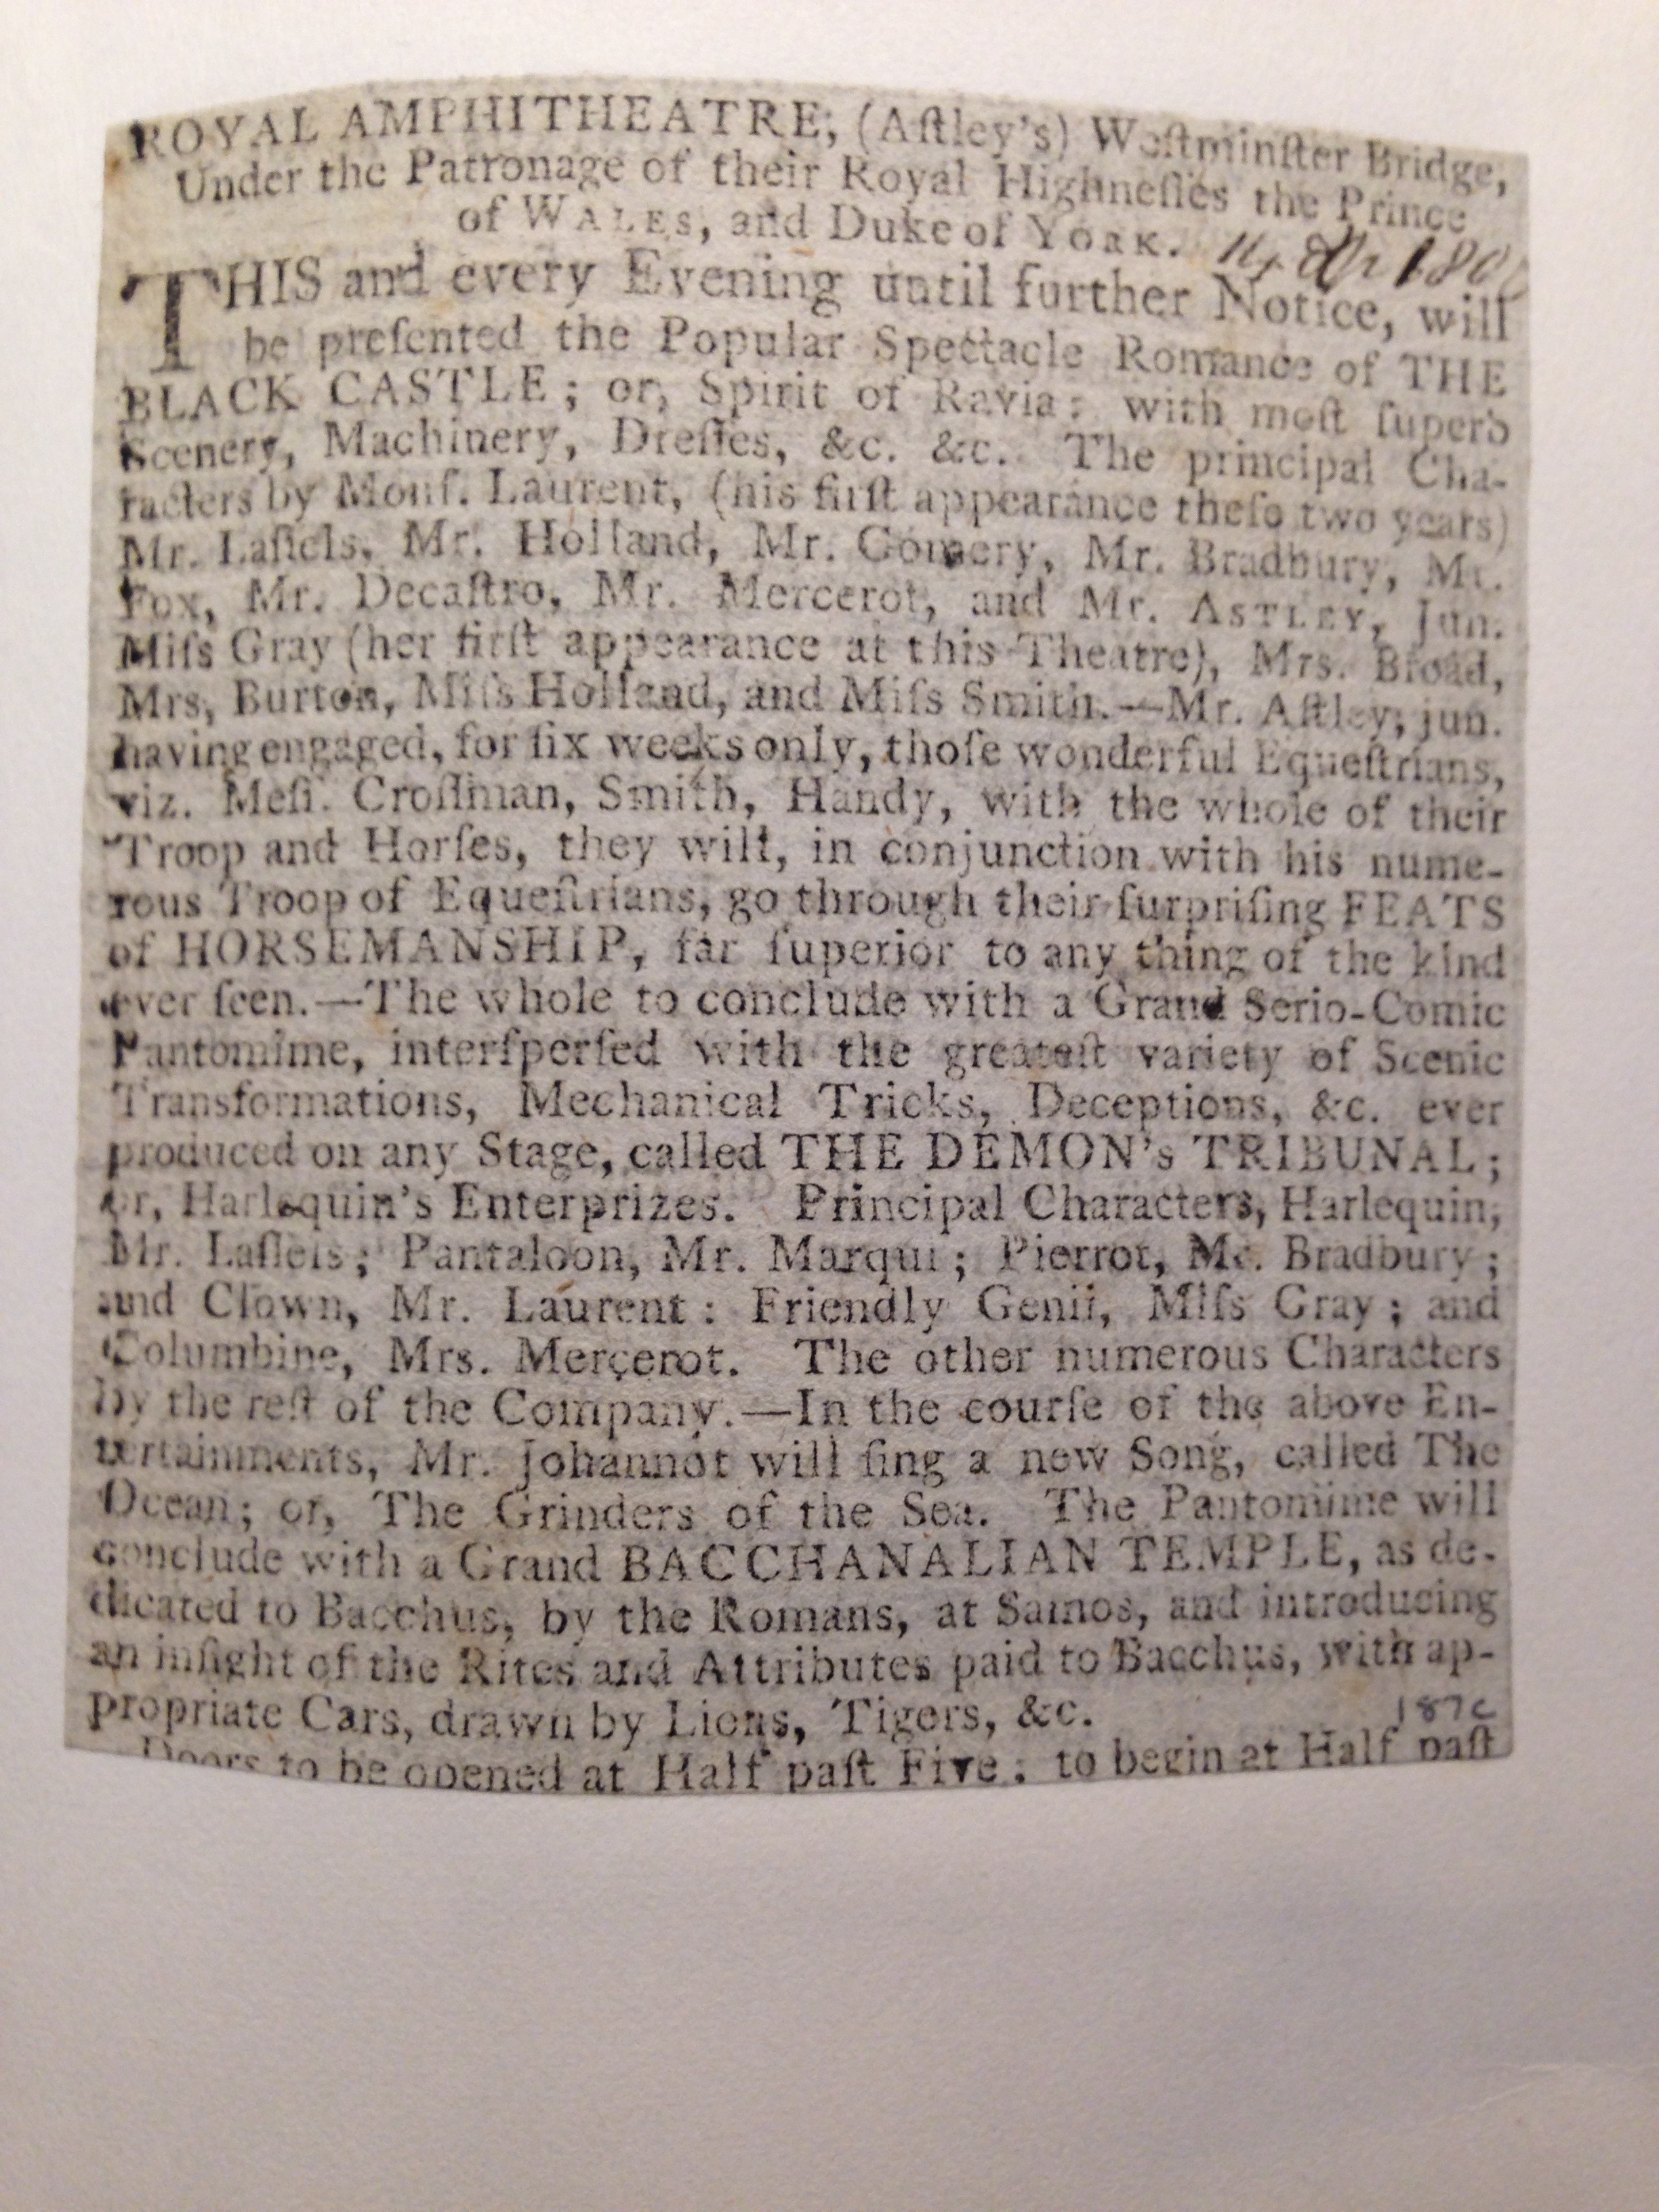 ROYAL AMPHITHEATRE, (Aſtley's) Weſtminſter Bridge,
Under the Patronage of their Royal Highneſſes the Prince
of WALES, and Duke of YORK.
THIS and every Evening until further Notice, will
be preſented the Popular Spectacle Romance of THE
BLACK CASTLE; or, Spirit of Ravia: with moſt ſuperb
Scenery, Machinery, Dreſſes, &c. &c. The principal Cha-
racters by Monſ. Laurent, (his firſt appearance theſe two years)
Mr. Laſſels, Mr. Holland, Mr. Gomery, Mr. Bradbury, Mr.
Fox, Mr. Decaſtro, Mr. Mercerot, and Mr. ASTLEY, Jun.
Miſs Gray (her firſt appearance at this Theatre), Mrs. Broad,
Mrs, Burton, Miſs Holland, and Miſs Smith.—Mr. Aſtley, jun.
having engaged, for ſix weeks only, thoſe wonderful Equeſtrians,
viz. Meſſ. Croſſman, Smith, Handy, with the whole of their
Troop and Horſes, they will, in conjunction with his nume-
rous Troop of Equeſtrians, go through their ſurpriſing FEATS
of HORSEMANSHIP, far ſuperior to any thing of the kind
ever ſeen.—The whole to conclude with a Grand Serio-Comic
Pantomime, interſperſed with the greateſt variety of Scenic
Transformations, Mechanical Tricks, Deceptions, &c. ever
produced on any Stage, called THE DEMON's TRIBUNAL;
or, Harlequin's Enterprizes. Principal Characters, Harlequin,
Mr. Laſſels; Pantaloon, Mr. Marqui; Pierrot, Mr. Bradbury;
and Clown, Mr. Laurent: Friendly Genii, Miſs Gray; and
Columbine, Mrs. Mercerot. The other numerous Characters
by the reſt of the Company.—In the courſe of the above En-
tertainments, Mr. Johannot will ſing a new Song, called The
Ocean; or, The Grinders of the Sea. The Pantomime will
conclude with a Grand BACCHANALIAN TEMPLE, as de-
dicated to Bacchus, by the Romans, at Samos, and introducing
an inſight of the Rites and Attributes paid to Bacchus, with ap-
propriate Cars, drawn by Lions, Tigers, &c.
Doors to be opened at Half paſt Five; to begin at Half paſt